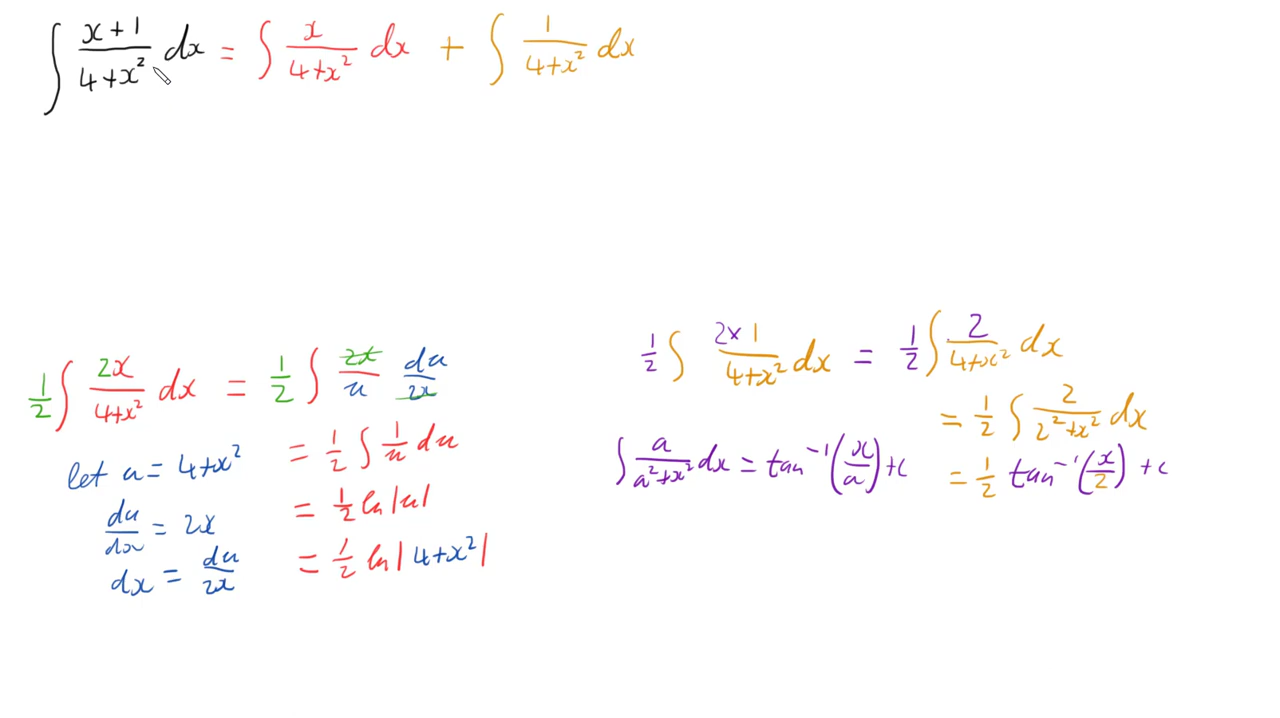 ∫ (x+1)/(4+x²) dx = ∫ x/(4+x²) dx + ∫ 1/(4+x²) dx
½ ∫ 2x/(4+x²) dx = ½ ∫ 2x/u du/2x
= ½ ∫ 1/u du
= ½ ln|u|
= ½ ln|4+x²|
let u = 4+x²
du/dx = 2x
dx = du/2x
½ ∫ (2×1)/(4+x²) dx = ½ ∫ 2/(4+x²) dx
= ½ ∫ 2/(2²+x²) dx
= ½ tan⁻¹(x/2) + c
∫ a/(a²+x²) dx = tan⁻¹(x/a) + c